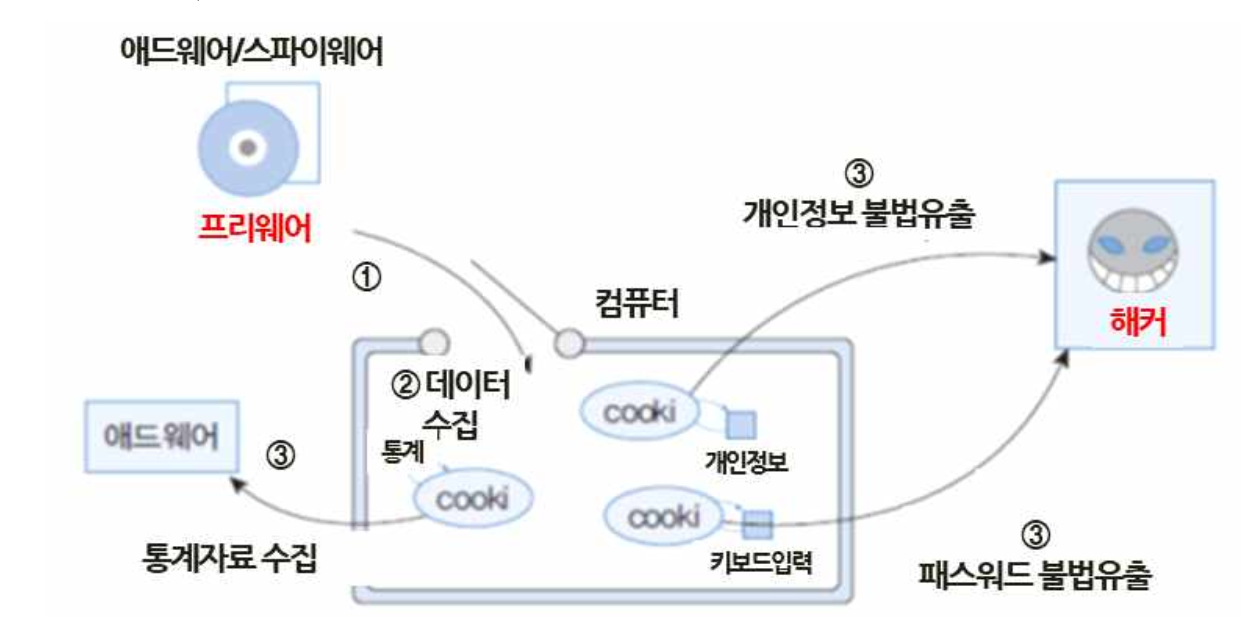 애드웨어/스파이웨어
프리웨어
①
컴퓨터
② 데이터
수집
통계
cooki
cooki
개인정보
cooki
키보드입력
애드웨어
③
통계자료 수집
③
개인정보 불법유출
해커
③
패스워드 불법유출